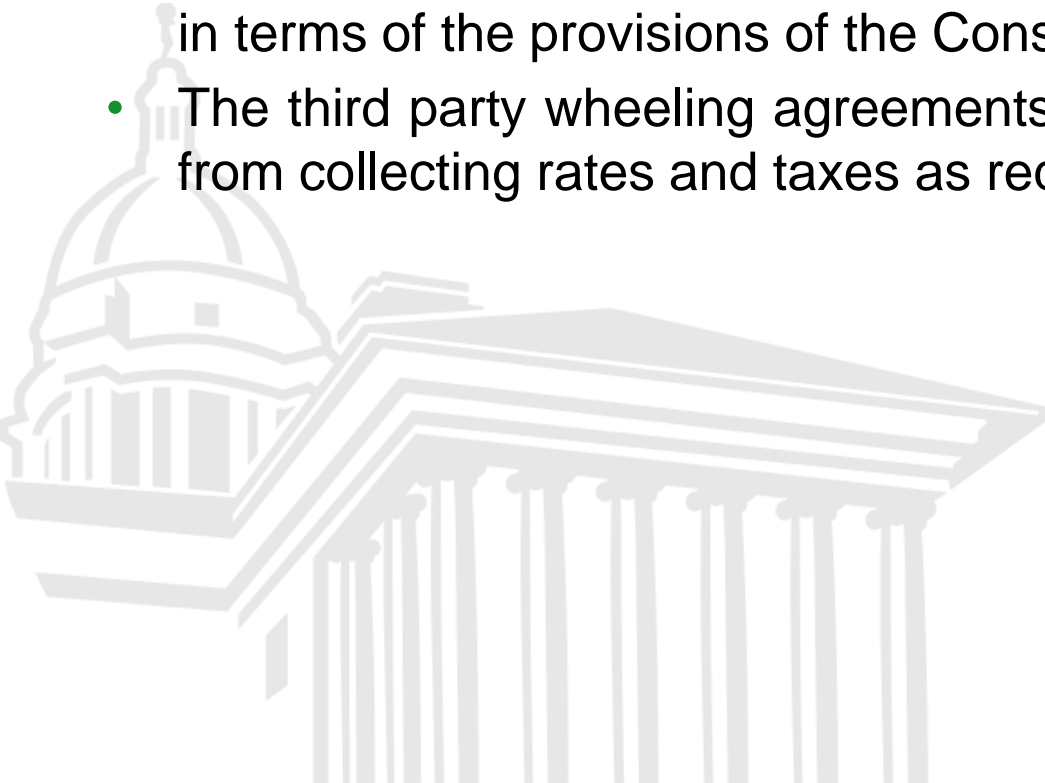 in terms of the provisions of the Cons
• The third party wheeling agreements
from collecting rates and taxes as rec